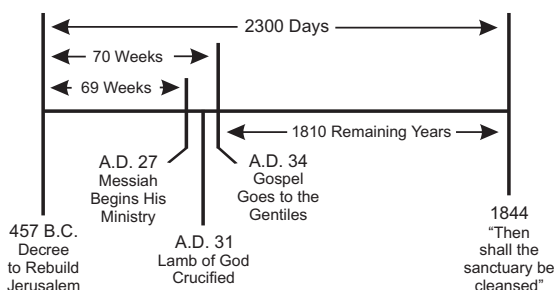 2300 Days
70 Weeks
69 Weeks
1810 Remaining Years
A.D. 27
Messiah
Begins His
Ministry
A.D. 34
Gospel
Goes to the
Gentiles
457 B.C.
Decree
to Rebuild
Jerusalem
A.D. 31
Lamb of God
Crucified
1844
“Then
shall the
sanctuary be
cleansed”